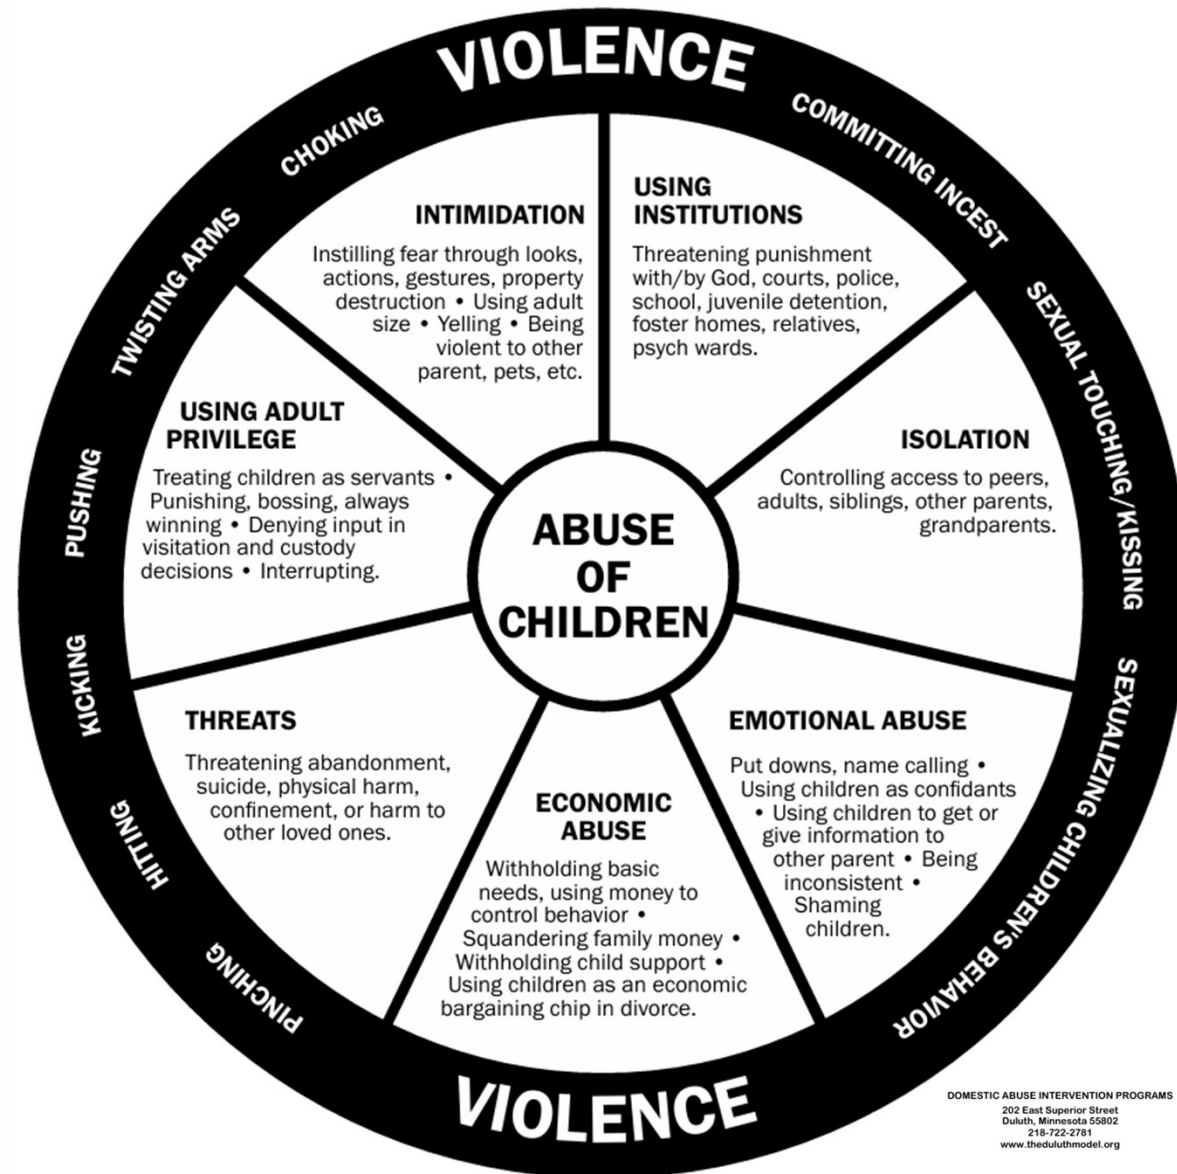 VIOLENCE
COMMITTING INCEST
SEXUAL TOUCHING/KISSING
SEXUALIZING CHILDREN'S BEHAVIOR
CHOKING
TWISTING ARMS
PUSHING
KICKING
HITTING
PINCHING
INTIMIDATION
Instilling fear through looks,
actions, gestures, property
destruction • Using adult
size • Yelling • Being
violent to other
parent, pets, etc.
USING
INSTITUTIONS
Threatening punishment
with/by God, courts, police,
school, juvenile detention,
foster homes, relatives,
psych wards.
USING ADULT
PRIVILEGE
Treating children as servants •
Punishing, bossing, always
winning • Denying input in
visitation and custody
decisions • Interrupting.
ISOLATION
Controlling access to peers,
adults, siblings, other parents,
grandparents.
ABUSE
OF
CHILDREN
THREATS
Threatening abandonment,
suicide, physical harm,
confinement, or harm to
other loved ones.
ECONOMIC
ABUSE
Withholding basic
needs, using money to
control behavior •
Squandering family money •
Withholding child support •
Using children as an economic
bargaining chip in divorce.
EMOTIONAL ABUSE
Put downs, name calling •
Using children as confidants
• Using children to get or
give information to
other parent • Being
inconsistent •
Shaming
children.
VIOLENCE
DOMESTIC ABUSE INTERVENTION PROGRAMS
202 East Superior Street
Duluth, Minnesota 55802
218-722-2781
www.theduluthmodel.org